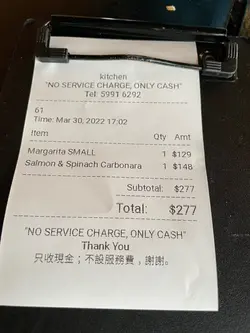 kitchen
"NO SERVICE CHARGE, ONLY CASH"
Tel: 5991 6292
61
Time: Mar 30, 2022 17:02
Item Qty Amt
Margarita SMALL 1 $129
Salmon & Spinach Carbonara 1 $148
Subtotal: $277
Total: $277
"NO SERVICE CHARGE, ONLY CASH"
Thank You
只收現金；不設服務費，謝謝。